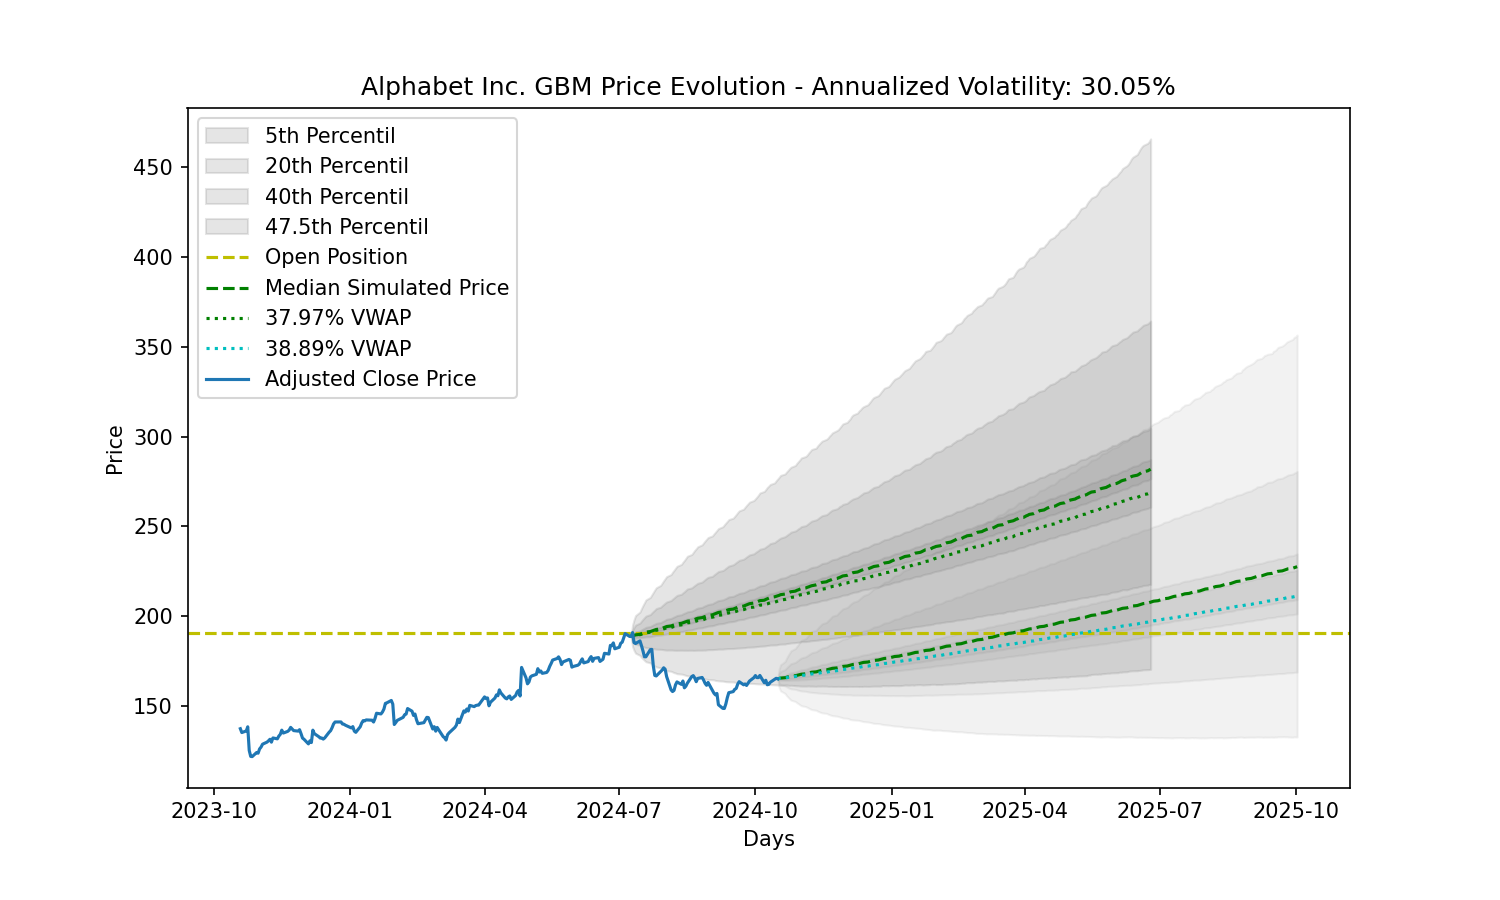 Alphabet Inc. GBM Price Evolution - Annualized Volatility: 30.05%
5th Percentil
20th Percentil
40th Percentil
47.5th Percentil
Open Position
Median Simulated Price
37.97% VWAP
38.89% VWAP
Adjusted Close Price
450
400
350
300
250
200
150
Price
2023-10 2024-01 2024-04 2024-07 2024-10 2025-01 2025-04 2025-07 2025-10
Days